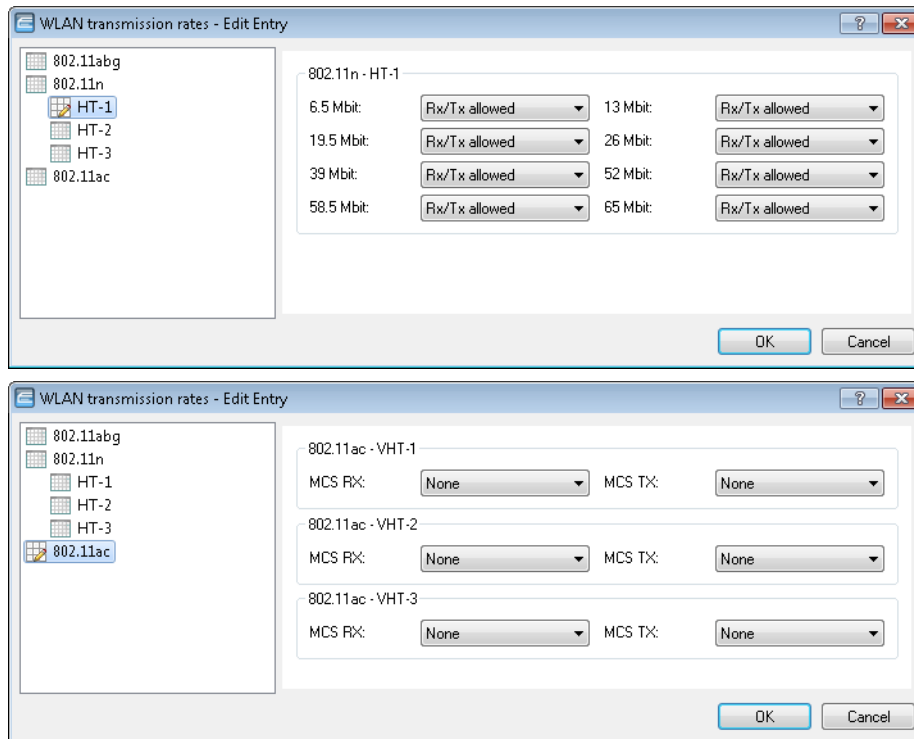 WLAN transmission rates - Edit Entry
802.11abg
802.11n
HT-1
HT-2
HT-3
802.11ac
802.11n - HT-1
6.5 Mbit: Rx/Tx allowed 13 Mbit: Rx/Tx allowed
19.5 Mbit: Rx/Tx allowed 26 Mbit: Rx/Tx allowed
39 Mbit: Rx/Tx allowed 52 Mbit: Rx/Tx allowed
58.5 Mbit: Rx/Tx allowed 65 Mbit: Rx/Tx allowed
OK Cancel
WLAN transmission rates - Edit Entry
802.11abg
802.11n
HT-1
HT-2
HT-3
802.11ac
802.11ac - VHT-1
MCS RX: None MCS TX: None
802.11ac - VHT-2
MCS RX: None MCS TX: None
802.11ac - VHT-3
MCS RX: None MCS TX: None
OK Cancel